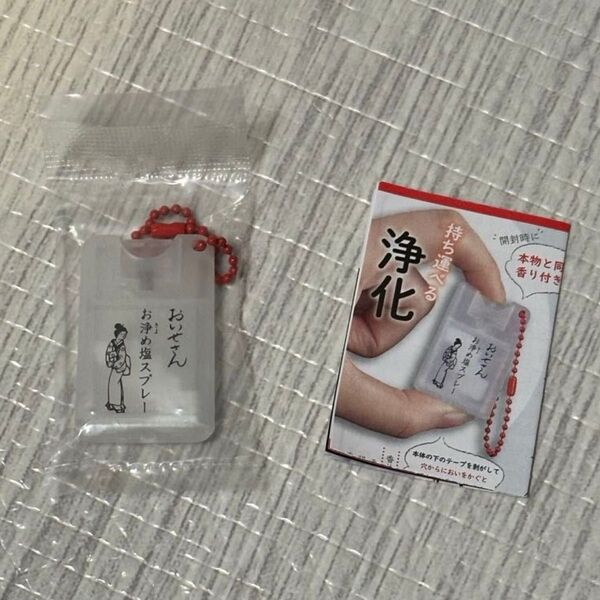 おいせさん
お浄め塩スプレー
持ち運べる
浄化
開封時に
本物と同
香り付き
おいせさん
お浄め塩スプレー
本体の下のテープを剥がして
穴からにおいをかぐと